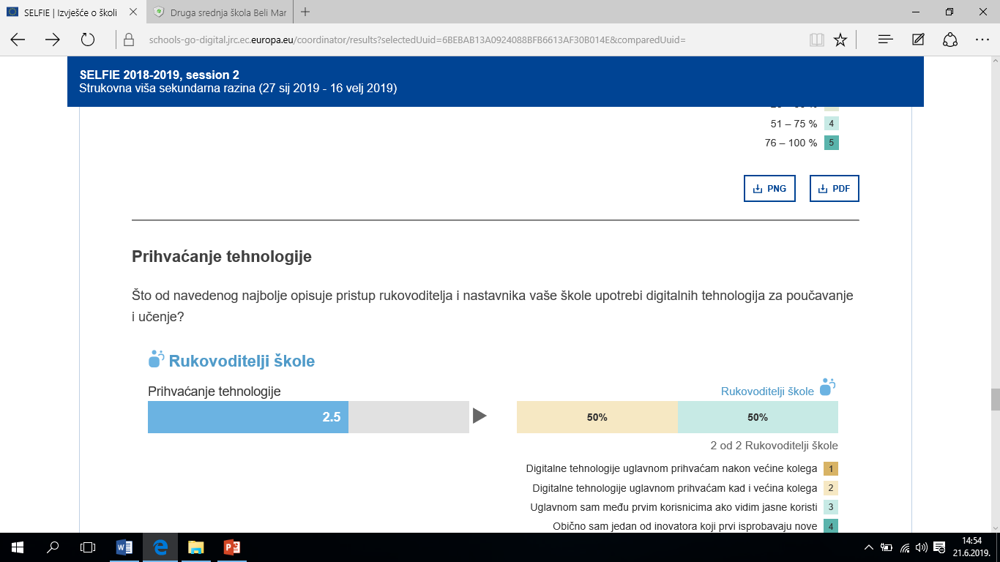 SELFIE | Izvješće o školi
Druga srednja škola Beli Mar
schools-go-digital.jrc.ec.europa.eu/coordinator/results?selectedUuid=6BEBAB13A0924088BFB6613AF30B014E&comparedUuid=
SELFIE 2018-2019, session 2
Strukovna viša sekundarna razina (27 sij 2019 - 16 velj 2019)
51 – 75 % 4
76 – 100 % 5
PNG PDF
Prihvaćanje tehnologije
Što od navedenog najbolje opisuje pristup rukovoditelja i nastavnika vaše škole upotrebi digitalnih tehnologija za poučavanje
i učenje?
Rukovoditelji škole
Prihvaćanje tehnologije
Rukovoditelji škole
2.5
50% 50%
2 od 2 Rukovoditelji škole
Digitalne tehnologije uglavnom prihvaćam nakon većine kolega 1
Digitalne tehnologije uglavnom prihvaćam kad i većina kolega 2
Uglavnom sam među prvim korisnicima ako vidim jasne koristi 3
Obično sam jedan od inovatora koji prvi isprobavaju nove 4
14:54
21.6.2019.